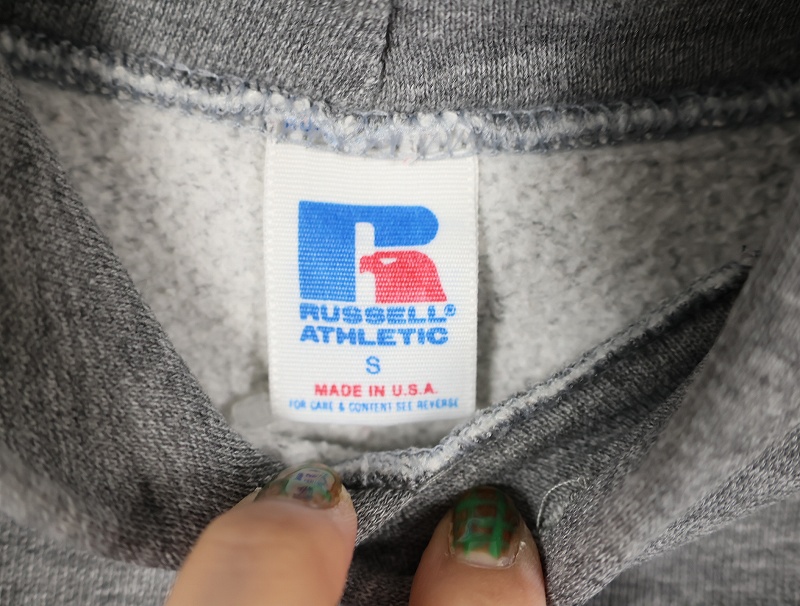 RUSSELL®
ATHLETIC
S
MADE IN U.S.A.
FOR CARE & CONTENT SEE REVERSE